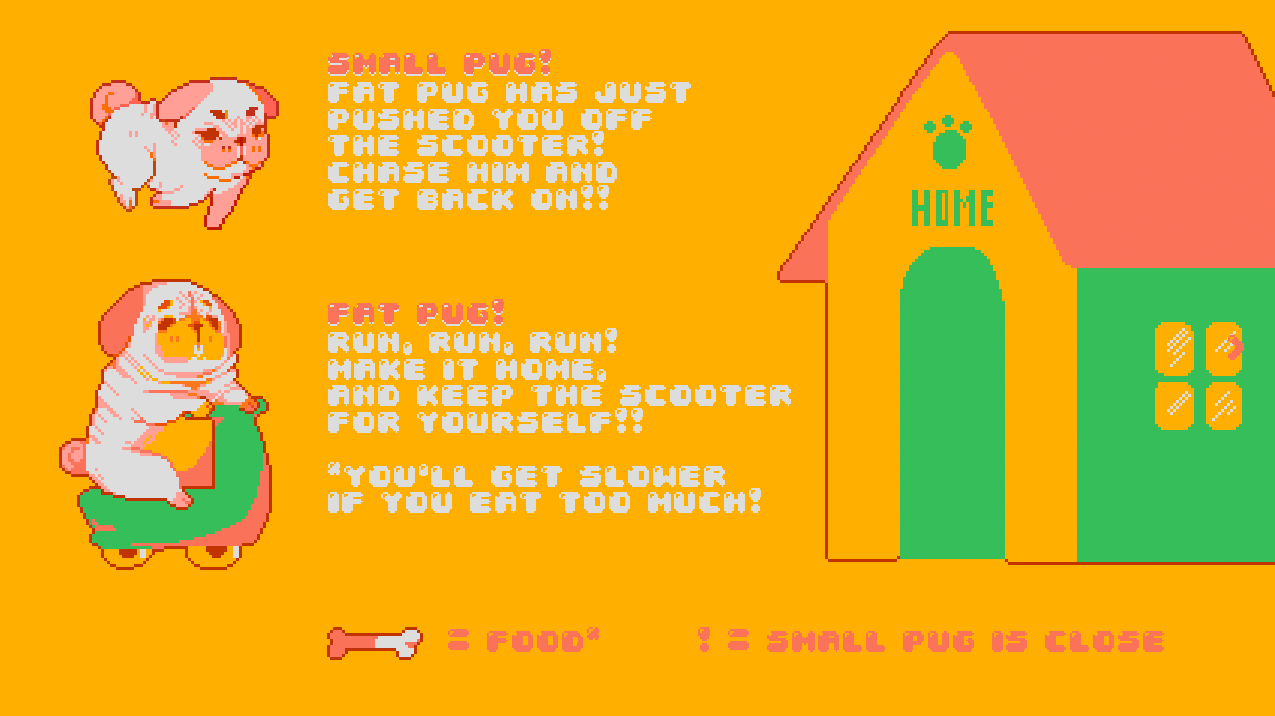 SMALL PUG!
FAT PUG HAS JUST
PUSHED YOU OFF
THE SCOOTER!
CHASE HIM AND
GET BACK ON!!
FAT PUG!
RUN, RUN, RUN!
MAKE IT HOME,
AND KEEP THE SCOOTER
FOR YOURSELF!!
*YOU'LL GET SLOWER
IF YOU EAT TOO MUCH!
HOME
= FOOD*
! = SMALL PUG IS CLOSE